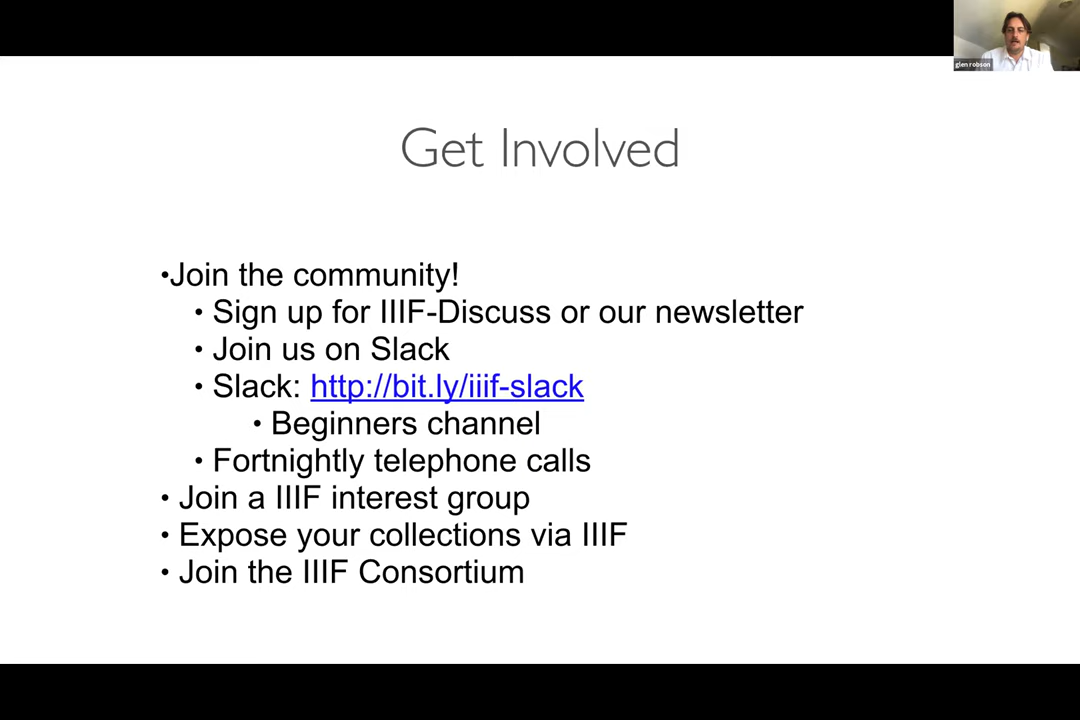 glen robson
Get Involved
•Join the community!
• Sign up for IIIF-Discuss or our newsletter
• Join us on Slack
• Slack: http://bit.ly/iiif-slack
• Beginners channel
• Fortnightly telephone calls
• Join a IIIF interest group
• Expose your collections via IIIF
• Join the IIIF Consortium